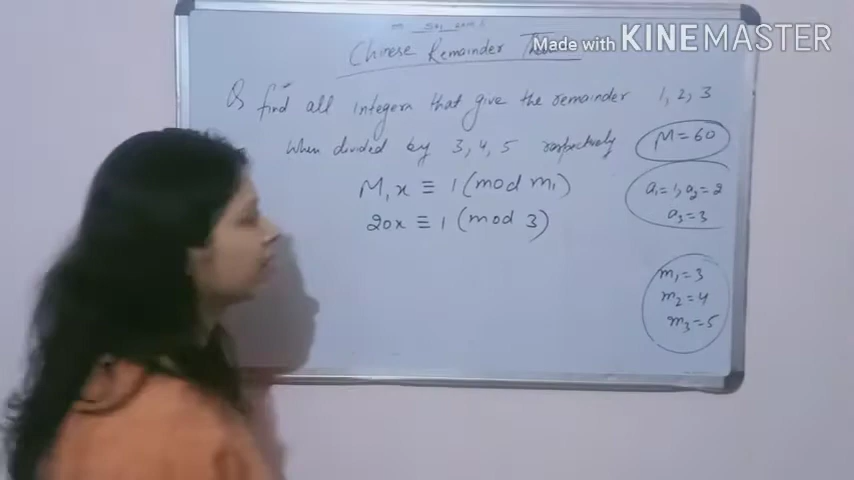 Chinese Remainder
Made with KINEMASTER
Q find all integers that give the remainder 1, 2, 3
when divided by 3, 4, 5 respectively
M = 60
M₁x ≡ 1 (mod m₁)
a₁ = 1, a₂ = 2
a₃ = 3
20x ≡ 1 (mod 3)
m₁ = 3
m₂ = 4
m₃ = 5